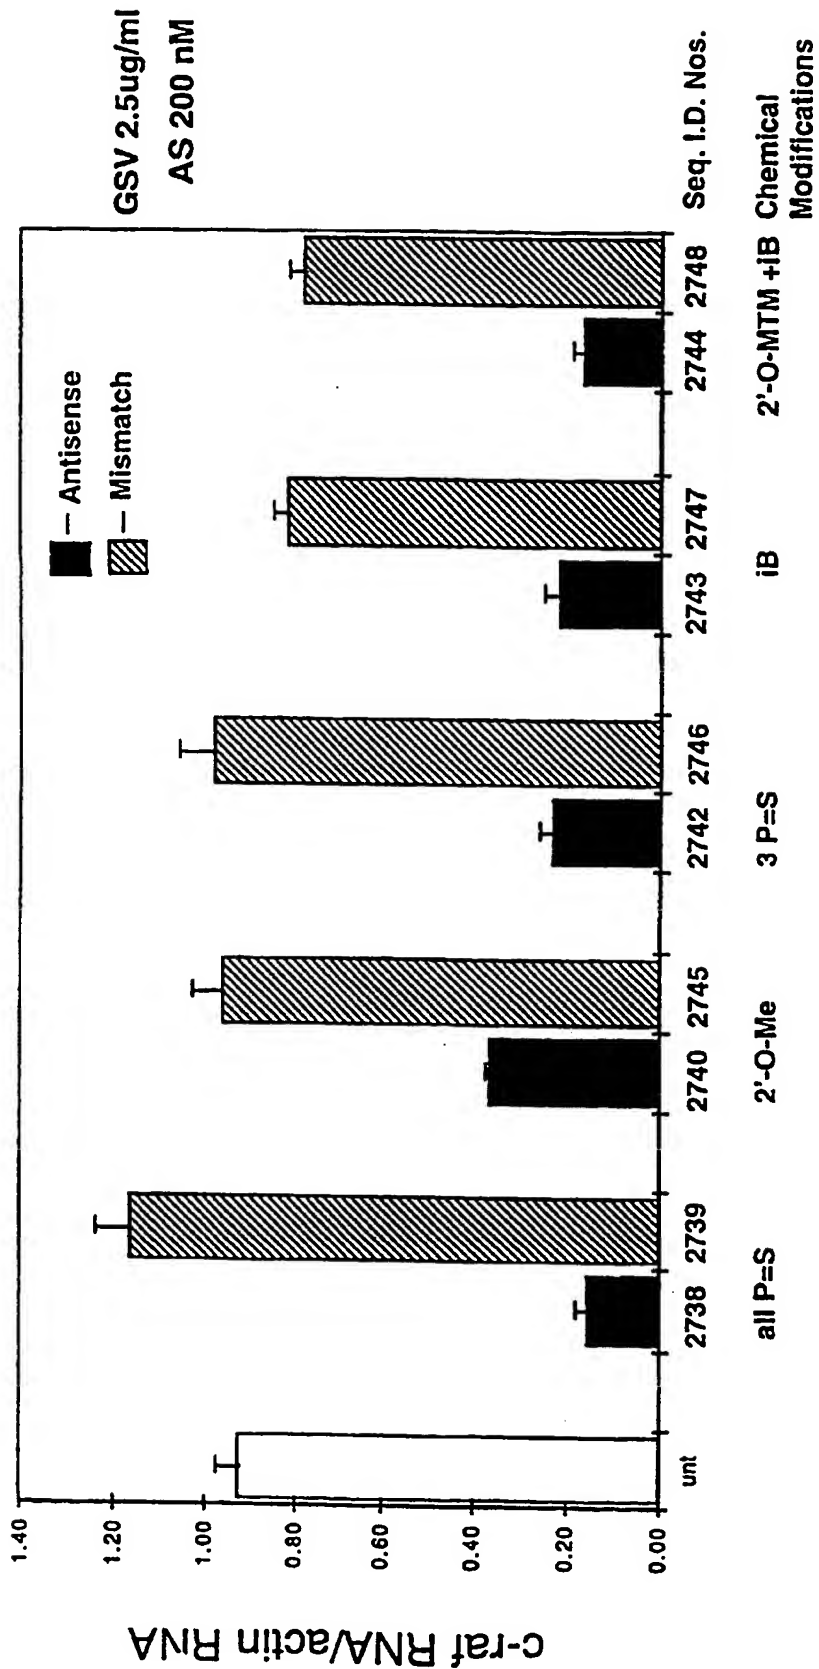 GSV 2.5ug/ml
AS 200 nM
— Antisense
— Mismatch
c-raf RNA/actin RNA
1.40
1.20
1.00
0.80
0.60
0.40
0.20
0.00
unt 2738 2739 2740 2745 2742 2746 2743 2747 2744 2748 Seq. I.D. Nos.
all P=S 2'-O-Me 3 P=S iB 2'-O-MTM +iB Chemical
Modifications